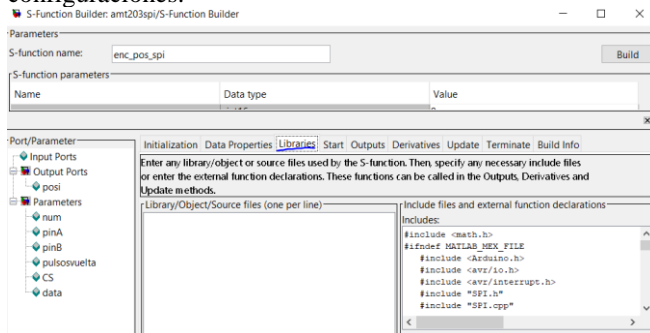 configuraciones.
S-Function Builder: amt203spi/S-Function Builder
Parameters
S-function name: enc_pos_spi Build
S-function parameters
Name Data type Value
Port/Parameter
Input Ports
Output Ports
posi
Parameters
num
pinA
pinB
pulsosvuelta
CS
data
Initialization Data Properties Libraries Start Outputs Derivatives Update Terminate Build Info
Enter any library/object or source files used by the S-function. Then, specify any necessary include files
or enter the external function declarations. These functions can be called in the Outputs, Derivatives and
Update methods.
Library/Object/Source files (one per line)
Include files and external function declarations
Includes:
#include <math.h>
#ifndef MATLAB_MEX_FILE
#include <Arduino.h>
#include <avr/io.h>
#include <avr/interrupt.h>
#include "SPI.h"
#include "SPI.cpp"